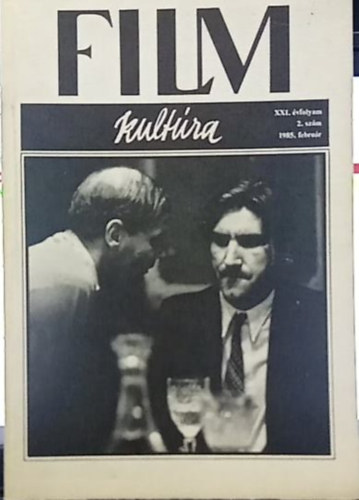 FILM
kultúra
XXI. évfolyam
2. szám
1985. február